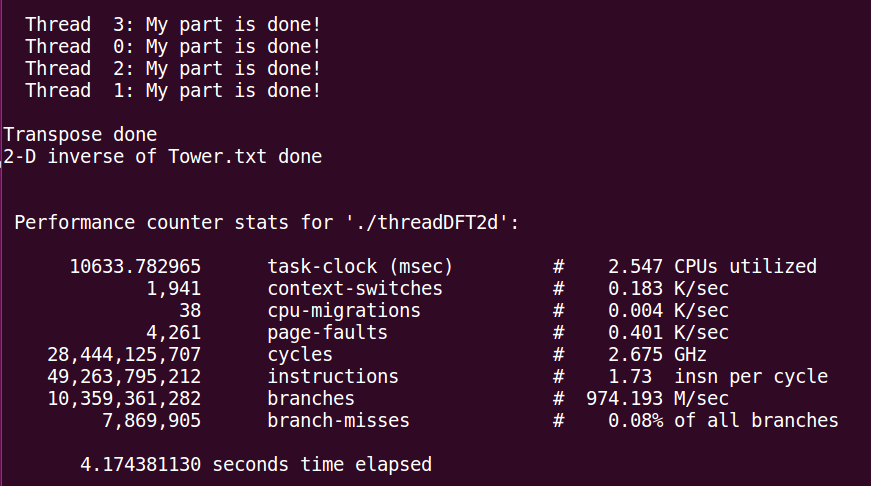 Thread  3: My part is done!
Thread  0: My part is done!
Thread  2: My part is done!
Thread  1: My part is done!
Transpose done
2-D inverse of Tower.txt done
Performance counter stats for './threadDFT2d':
10633.782965      task-clock (msec)         #    2.547 CPUs utilized
1,941      context-switches          #    0.183 K/sec
38      cpu-migrations            #    0.004 K/sec
4,261      page-faults               #    0.401 K/sec
28,444,125,707      cycles                    #    2.675 GHz
49,263,795,212      instructions              #    1.73  insn per cycle
10,359,361,282      branches                  #  974.193 M/sec
7,869,905      branch-misses             #    0.08% of all branches
4.174381130 seconds time elapsed